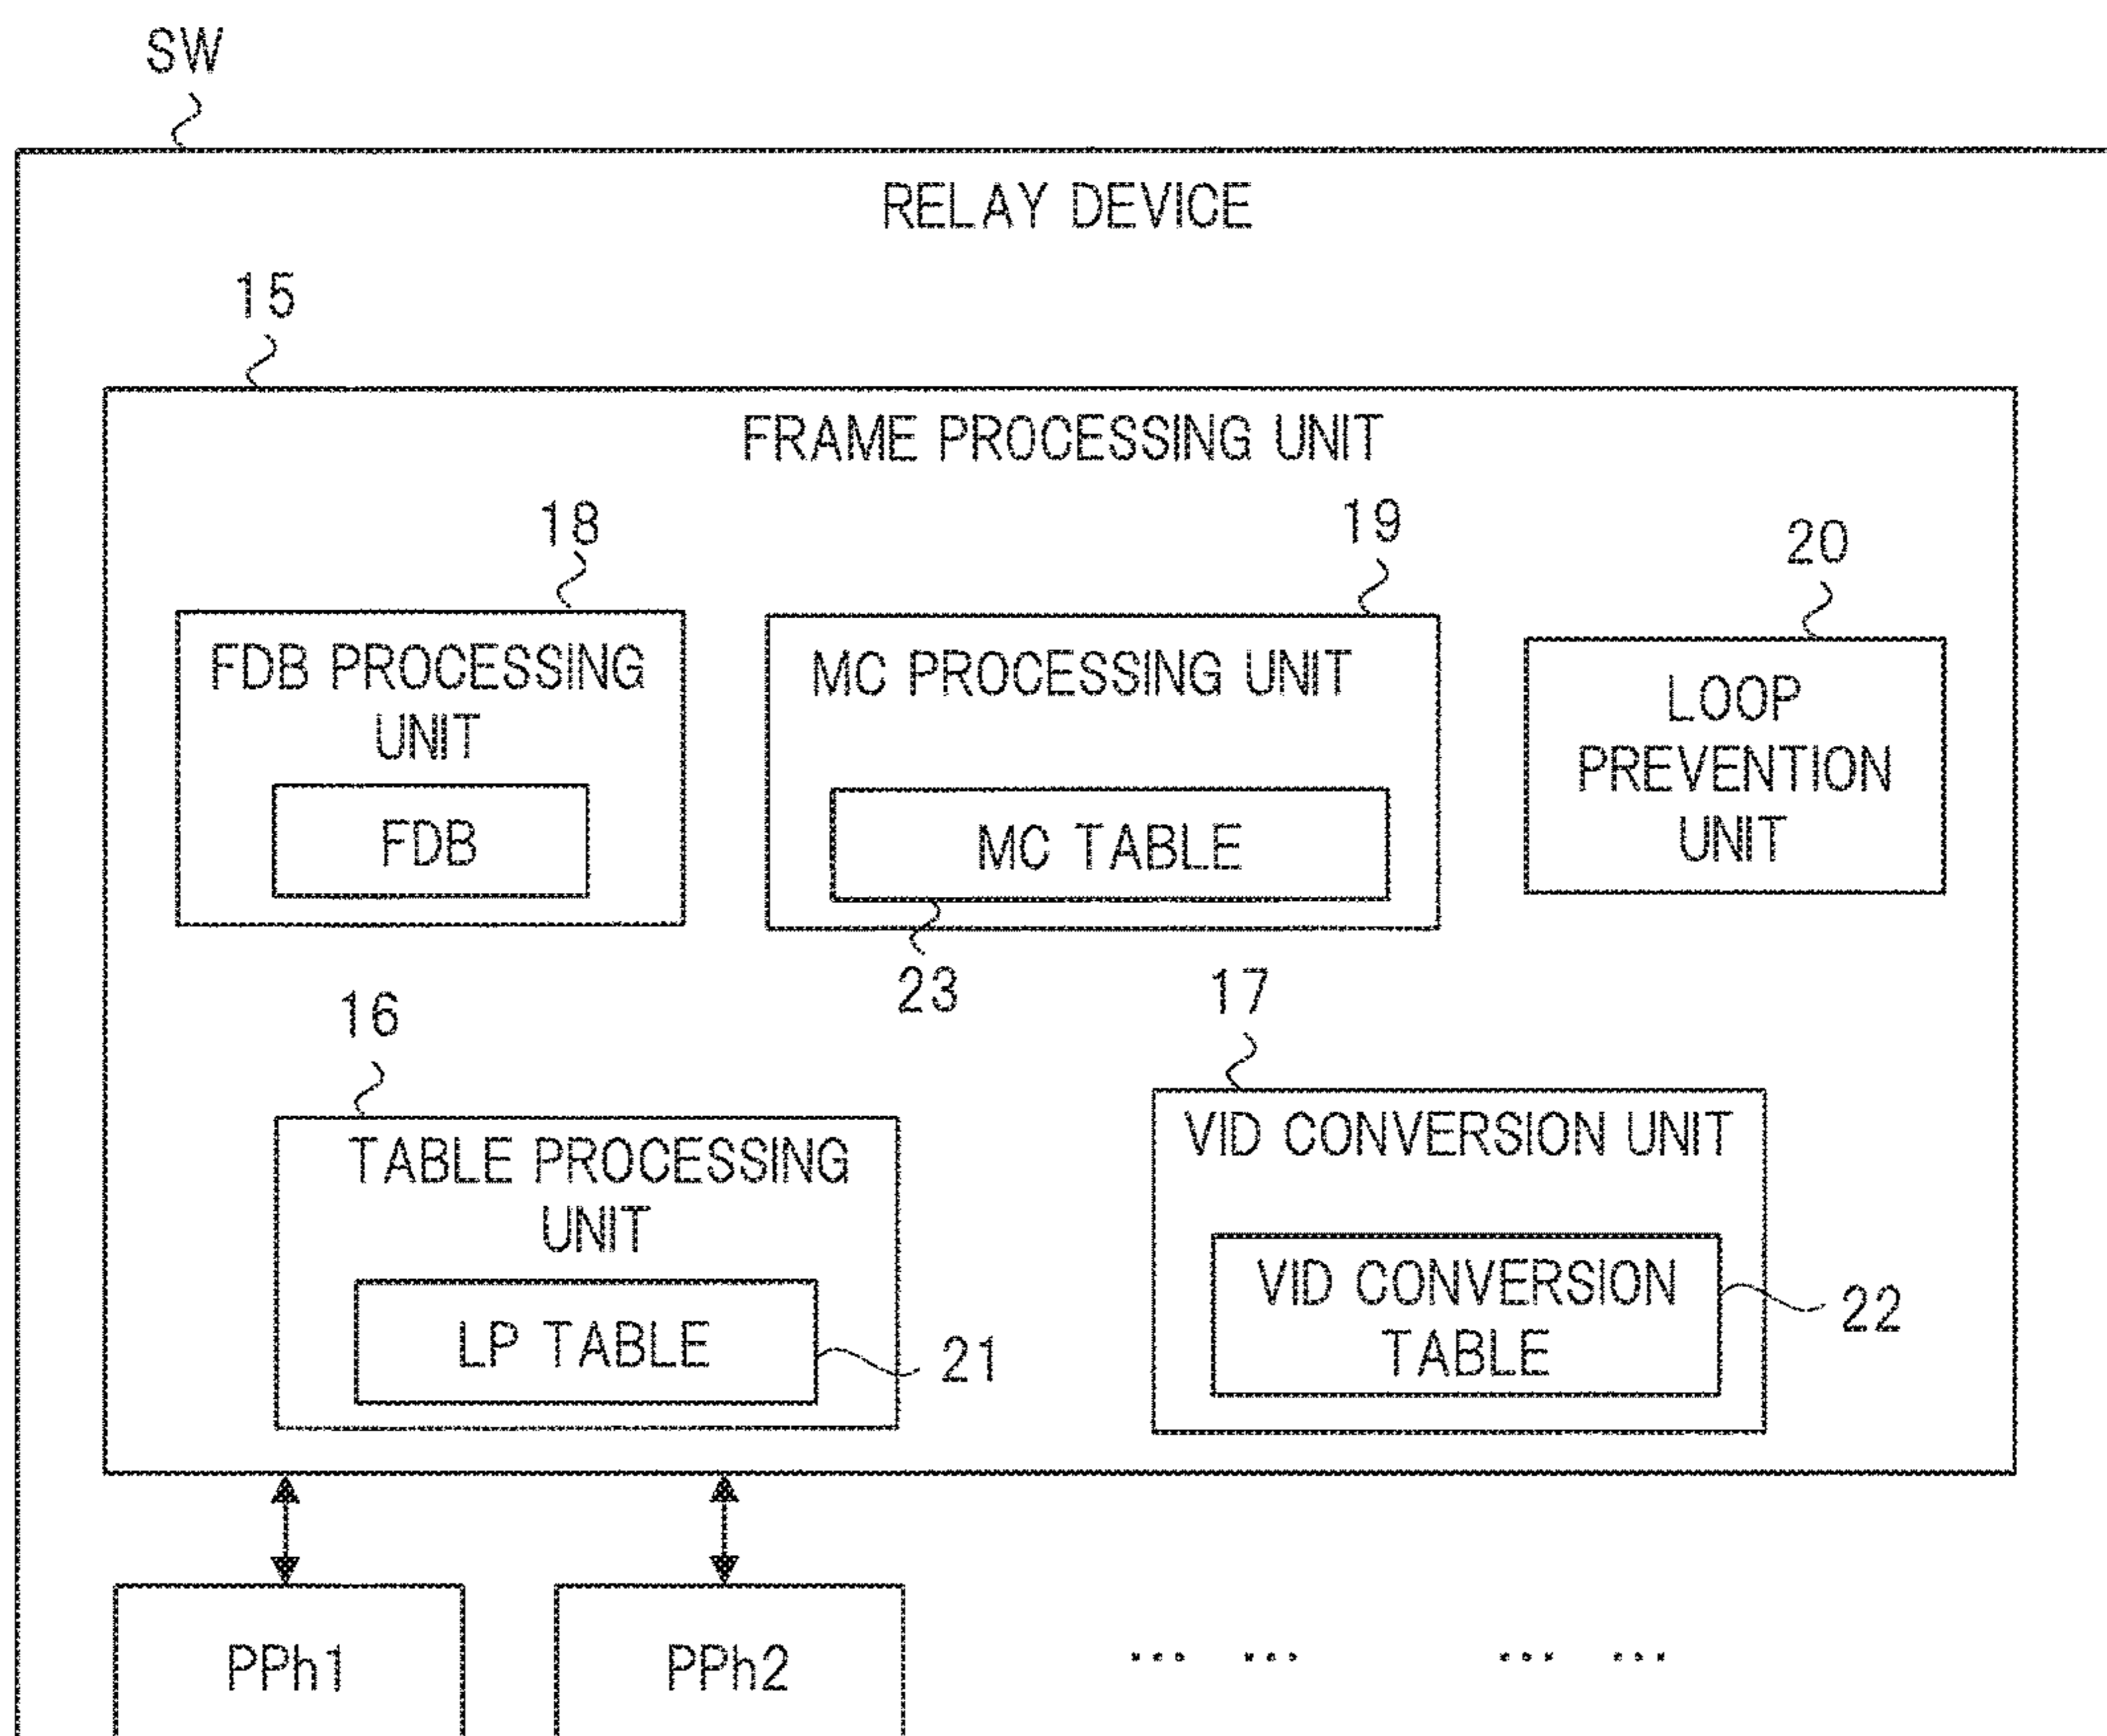 SW
RELAY DEVICE
15
FRAME PROCESSING UNIT
18
19
20
FDB PROCESSING
UNIT
FDB
MC PROCESSING UNIT
MC TABLE
23
LOOP
PREVENTION
UNIT
16
TABLE PROCESSING
UNIT
LP TABLE
21
17
VID CONVERSION UNIT
VID CONVERSION
TABLE
22
PPh1
PPh2
... ... ... ...